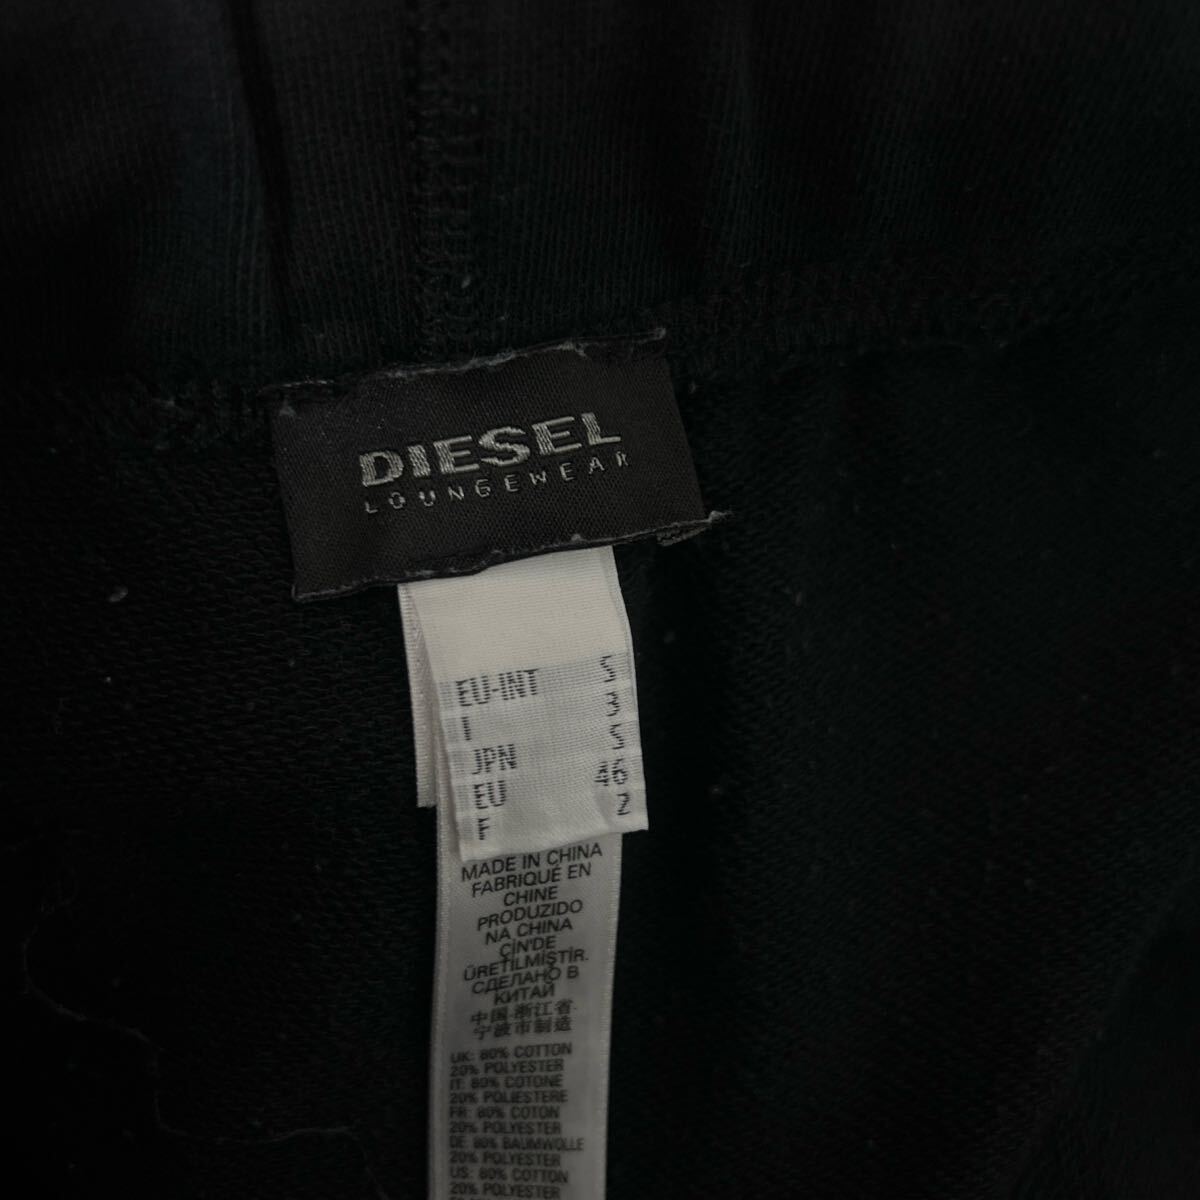 DIESEL
LOUNGEWEAR
EU-INT S
I
JPN S
EU
F
MADE IN CHINA
FABRIQUÉ EN
CHINE
PRODUZIDO
NA CHINA
ÇİN'DE
ÜRETİLMİŞTİR.
СДЕЛАНО В
КИТАЙ
中国·浙江省·
宁波市制造
UK: 80% COTTON
20% POLYESTER
IT: 80% COTONE
20% POLIESTERE
FR: 80% COTON
20% POLYESTER
DE: 80% BAUMWOLLE
20% POLYESTER
US: 80% COTTON
20% POLYESTER